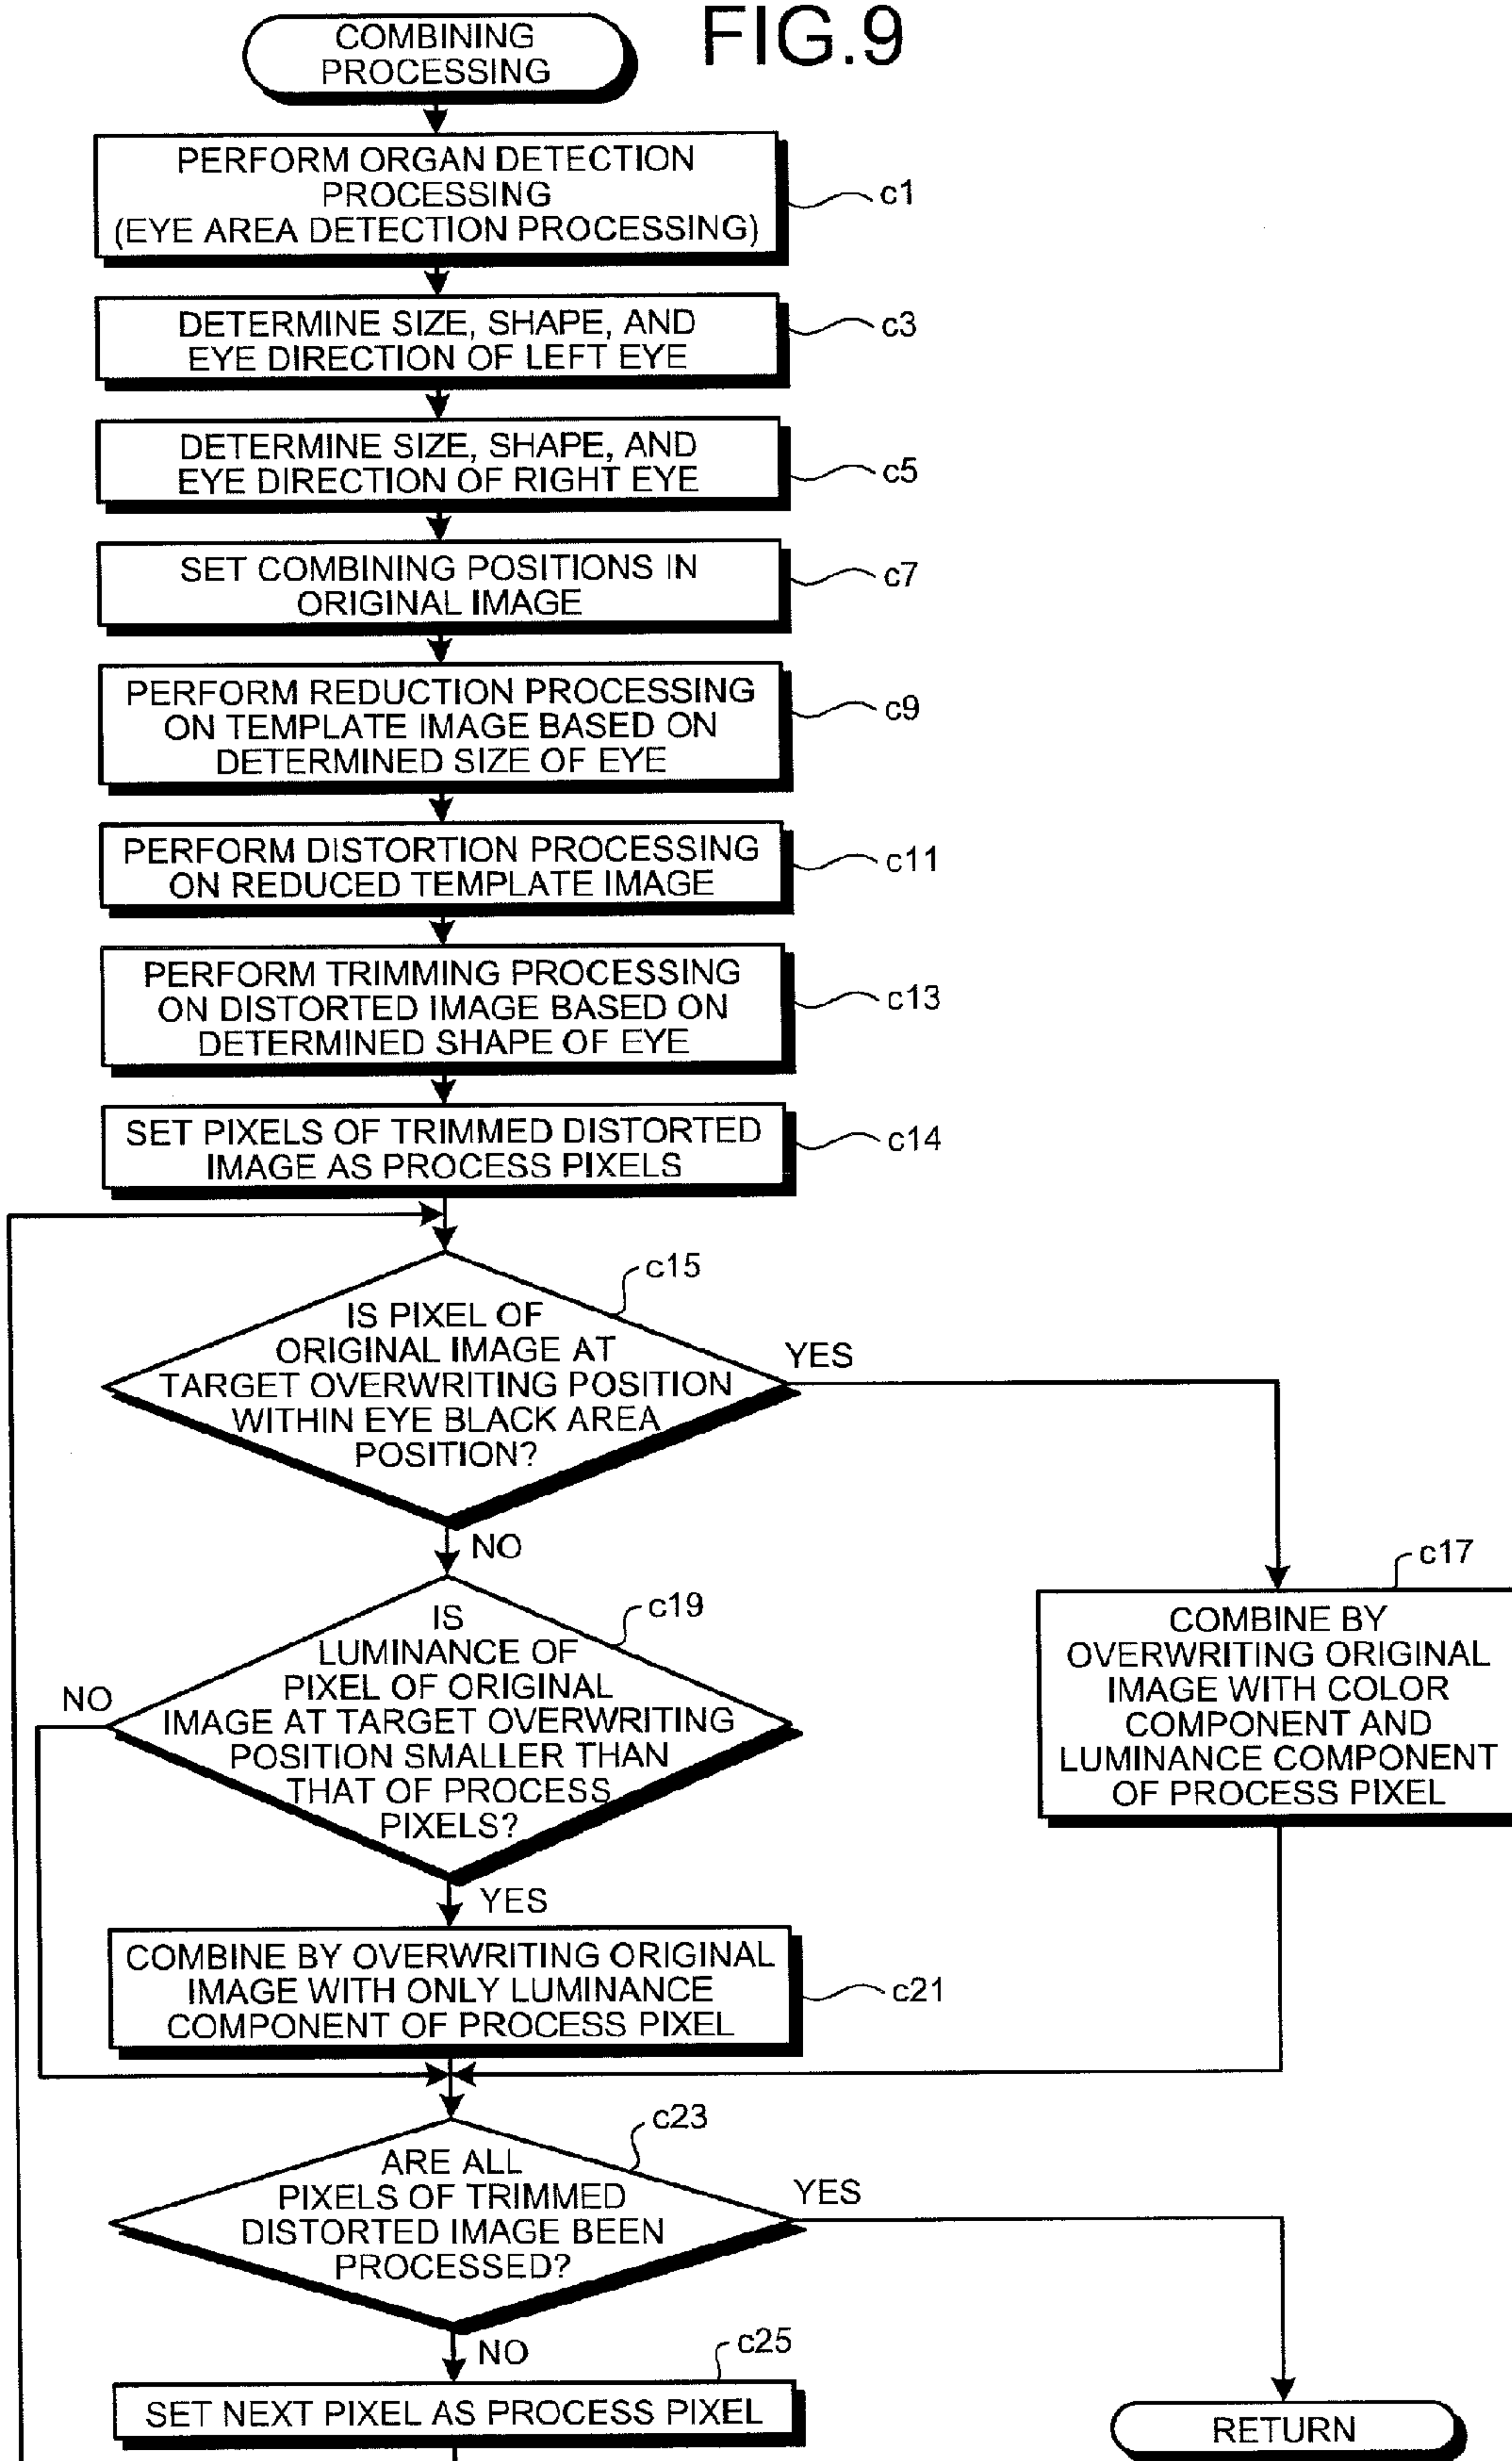 FIG.9
COMBINING
PROCESSING
PERFORM ORGAN DETECTION
PROCESSING
(EYE AREA DETECTION PROCESSING)
c1
DETERMINE SIZE, SHAPE, AND
EYE DIRECTION OF LEFT EYE
c3
DETERMINE SIZE, SHAPE, AND
EYE DIRECTION OF RIGHT EYE
c5
SET COMBINING POSITIONS IN
ORIGINAL IMAGE
c7
PERFORM REDUCTION PROCESSING
ON TEMPLATE IMAGE BASED ON
DETERMINED SIZE OF EYE
c9
PERFORM DISTORTION PROCESSING
ON REDUCED TEMPLATE IMAGE
c11
PERFORM TRIMMING PROCESSING
ON DISTORTED IMAGE BASED ON
DETERMINED SHAPE OF EYE
c13
SET PIXELS OF TRIMMED DISTORTED
IMAGE AS PROCESS PIXELS
c14
c15
IS PIXEL OF
ORIGINAL IMAGE AT
TARGET OVERWRITING POSITION
WITHIN EYE BLACK AREA
POSITION?
YES
NO
c17
COMBINE BY
OVERWRITING ORIGINAL
IMAGE WITH COLOR
COMPONENT AND
LUMINANCE COMPONENT
OF PROCESS PIXEL
c19
IS
LUMINANCE OF
PIXEL OF ORIGINAL
IMAGE AT TARGET OVERWRITING
POSITION SMALLER THAN
THAT OF PROCESS
PIXELS?
NO
YES
COMBINE BY OVERWRITING ORIGINAL
IMAGE WITH ONLY LUMINANCE
COMPONENT OF PROCESS PIXEL
c21
c23
ARE ALL
PIXELS OF TRIMMED
DISTORTED IMAGE BEEN
PROCESSED?
YES
NO
c25
SET NEXT PIXEL AS PROCESS PIXEL
RETURN